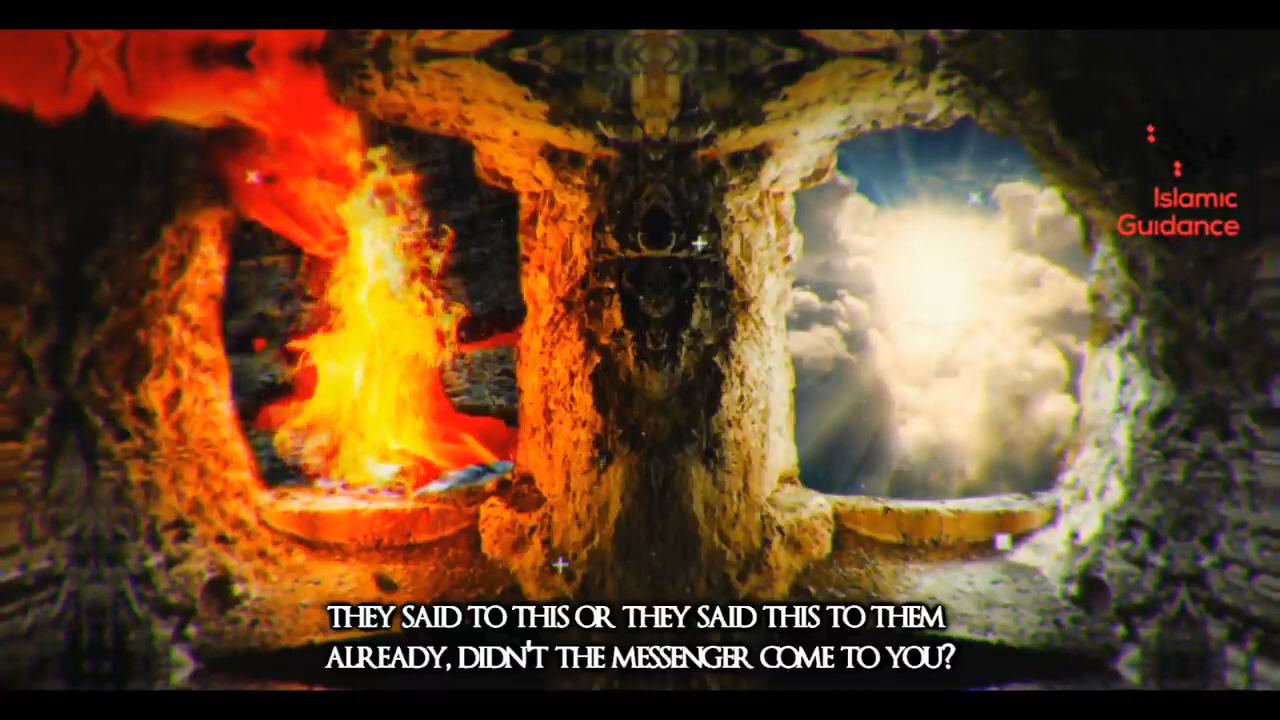 Islamic
Guidance
THEY SAID TO THIS OR THEY SAID THIS TO THEM
ALREADY, DIDN'T THE MESSENGER COME TO YOU?